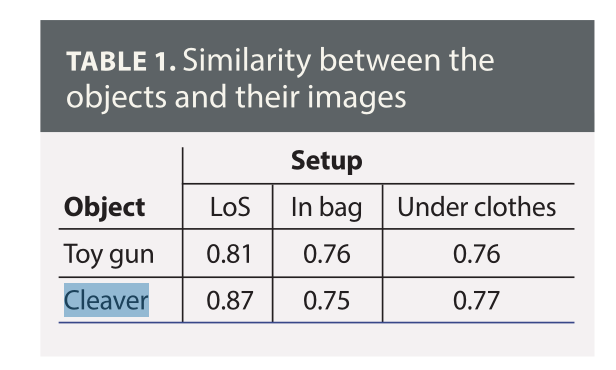 TABLE 1. Similarity between the
objects and their images
Setup
Object LoS In bag Under clothes
Toy gun 0.81 0.76 0.76
Cleaver 0.87 0.75 0.77